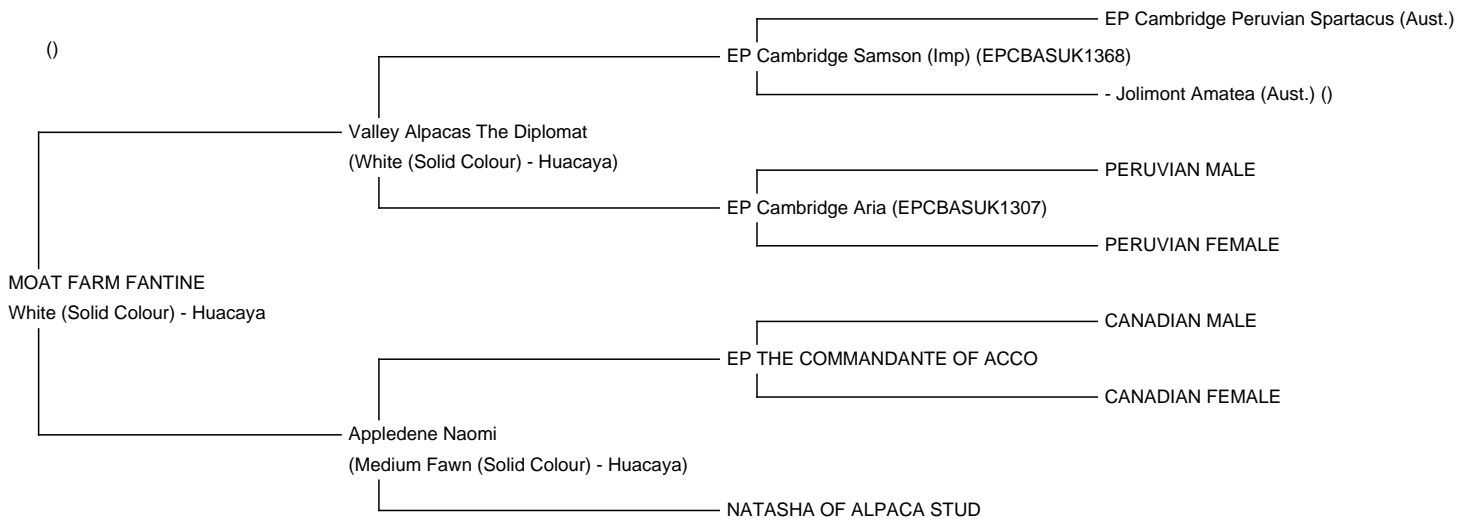 EP Cambridge Peruvian Spartacus (Aust.)
()
EP Cambridge Samson (Imp) (EPCBASUK1368)
- Jolimont Amatea (Aust.) ()
Valley Alpacas The Diplomat
(White (Solid Colour) - Huacaya)
PERUVIAN MALE
EP Cambridge Aria (EPCBASUK1307)
PERUVIAN FEMALE
MOAT FARM FANTINE
White (Solid Colour) - Huacaya
CANADIAN MALE
EP THE COMMANDANTE OF ACCO
CANADIAN FEMALE
Appledene Naomi
(Medium Fawn (Solid Colour) - Huacaya)
NATASHA OF ALPACA STUD